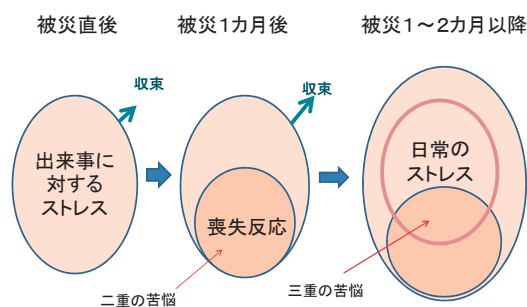 被災直後
被災1カ月後
被災1～2カ月以降
収束
収束
出来事に
対する
ストレス
喪失反応
日常の
ストレス
二重の苦悩
三重の苦悩